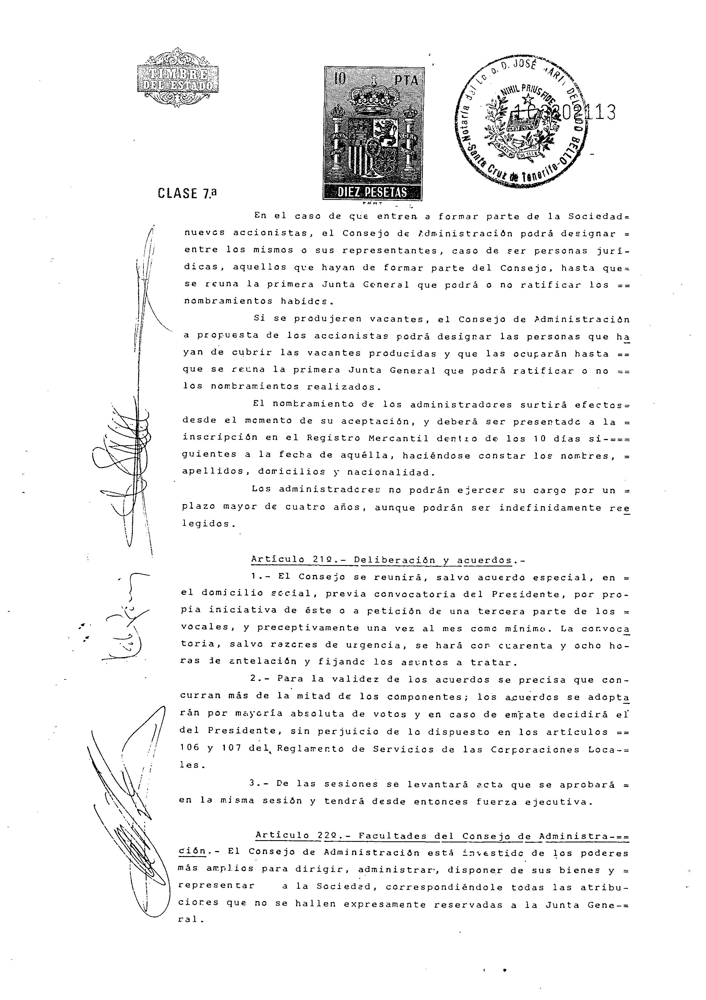 TIMBRE
DEL ESTADO
10 PTA
DIEZ PESETAS
FNMT
Notaría del Lc. D. D. JOSÉ MARIA DELGADO BELLO
-Santa Cruz de Tenerife-
NIHIL PRIUS FIDE
02113
CLASE 7.ª
En el caso de que entren a formar parte de la Sociedad=
nuevos accionistas, el Consejo de Administración podrá designar =
entre los mismos o sus representantes, caso de ser personas jurí-
dicas, aquellos que hayan de formar parte del Consejo, hasta que=
se reuna la primera Junta General que podrá o no ratificar los ==
nombramientos habidos.
Si se produjeren vacantes, el Consejo de Administración
a propuesta de los accionistas podrá designar las personas que ha
yan de cubrir las vacantes producidas y que las ocuparán hasta ==
que se reuna la primera Junta General que podrá ratificar o no ==
los nombramientos realizados.
El nombramiento de los administradores surtirá efectos=
desde el momento de su aceptación, y deberá ser presentado a la =
inscripción en el Registro Mercantil dentro de los 10 días si-===
guientes a la fecha de aquélla, haciéndose constar los nombres, =
apellidos, domicilios y nacionalidad.
Los administradores no podrán ejercer su cargo por un =
plazo mayor de cuatro años, aunque podrán ser indefinidamente ree
legidos.
Artículo 21º.- Deliberación y acuerdos.-
1.- El Consejo se reunirá, salvo acuerdo especial, en =
el domicilio social, previa convocatoria del Presidente, por pro-
pia iniciativa de éste o a petición de una tercera parte de los =
vocales, y preceptivamente una vez al mes como mínimo. La convoca
toria, salvo razones de urgencia, se hará con cuarenta y ocho ho-
ras de antelación y fijando los asuntos a tratar.
2.- Para la validez de los acuerdos se precisa que con-
curran más de la mitad de los componentes; los acuerdos se adopta
rán por mayoría absoluta de votos y en caso de empate decidirá el
del Presidente, sin perjuicio de lo dispuesto en los artículos ==
106 y 107 del Reglamento de Servicios de las Corporaciones Loca-=
les.
3.- De las sesiones se levantará acta que se aprobará =
en la misma sesión y tendrá desde entonces fuerza ejecutiva.
Artículo 22º.- Facultades del Consejo de Administra-==
ción.- El Consejo de Administración está investido de los poderes
más amplios para dirigir, administrar, disponer de sus bienes y =
representar a la Sociedad, correspondiéndole todas las atribu-
ciones que no se hallen expresamente reservadas a la Junta Gene-=
ral.